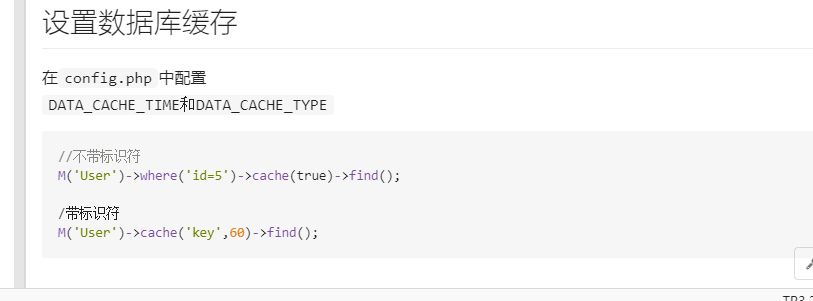 设置数据库缓存
在 config.php 中配置
DATA_CACHE_TIME和DATA_CACHE_TYPE
//不带标识符
M('User')->where('id=5')->cache(true)->find();
/带标识符
M('User')->cache('key',60)->find();